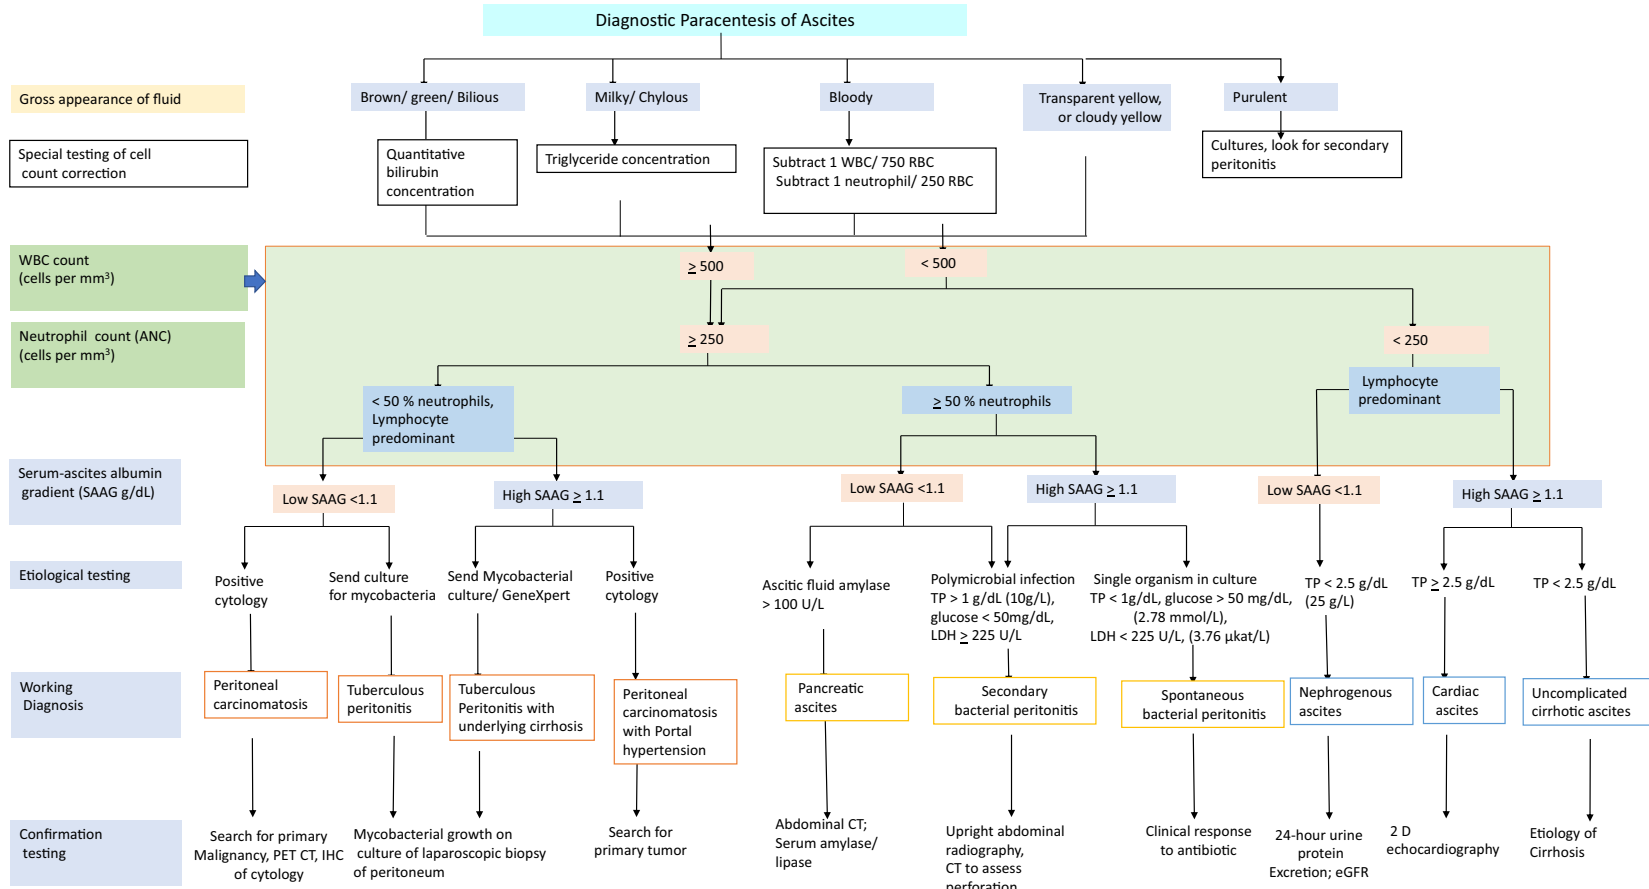 Diagnostic Paracentesis of Ascites
Gross appearance of fluid
Brown/ green/ Bilious
Milky/ Chylous
Bloody
Transparent yellow,
or cloudy yellow
Purulent
Special testing of cell
count correction
Quantitative
bilirubin
concentration
Triglyceride concentration
Subtract 1 WBC/ 750 RBC
Subtract 1 neutrophil/ 250 RBC
Cultures, look for secondary
peritonitis
WBC count
(cells per mm³)
≥ 500
< 500
Neutrophil count (ANC)
(cells per mm³)
≥ 250
< 250
< 50 % neutrophils,
Lymphocyte
predominant
≥ 50 % neutrophils
Lymphocyte
predominant
Serum-ascites albumin
gradient (SAAG g/dL)
Low SAAG <1.1
High SAAG ≥ 1.1
Low SAAG <1.1
High SAAG ≥ 1.1
Low SAAG <1.1
High SAAG ≥ 1.1
Etiological testing
Positive
cytology
Send culture
for mycobacteria
Send Mycobacterial
culture/ GeneXpert
Positive
cytology
Ascitic fluid amylase
> 100 U/L
Polymicrobial infection
TP > 1 g/dL (10g/L),
glucose < 50mg/dL,
LDH ≥ 225 U/L
Single organism in culture
TP < 1g/dL, glucose > 50 mg/dL,
(2.78 mmol/L),
LDH < 225 U/L, (3.76 µkat/L)
TP < 2.5 g/dL
(25 g/L)
TP ≥ 2.5 g/dL
TP < 2.5 g/dL
Working
Diagnosis
Peritoneal
carcinomatosis
Tuberculous
peritonitis
Tuberculous
Peritonitis with
underlying cirrhosis
Peritoneal
carcinomatosis
with Portal
hypertension
Pancreatic
ascites
Secondary
bacterial peritonitis
Spontaneous
bacterial peritonitis
Nephrogenous
ascites
Cardiac
ascites
Uncomplicated
cirrhotic ascites
Confirmation
testing
Search for primary
Malignancy, PET CT, IHC
of cytology
Mycobacterial growth on
culture of laparoscopic biopsy
of peritoneum
Search for
primary tumor
Abdominal CT;
Serum amylase/
lipase
Upright abdominal
radiography,
CT to assess
perforation
Clinical response
to antibiotic
24-hour urine
protein
Excretion; eGFR
2 D
echocardiography
Etiology of
Cirrhosis